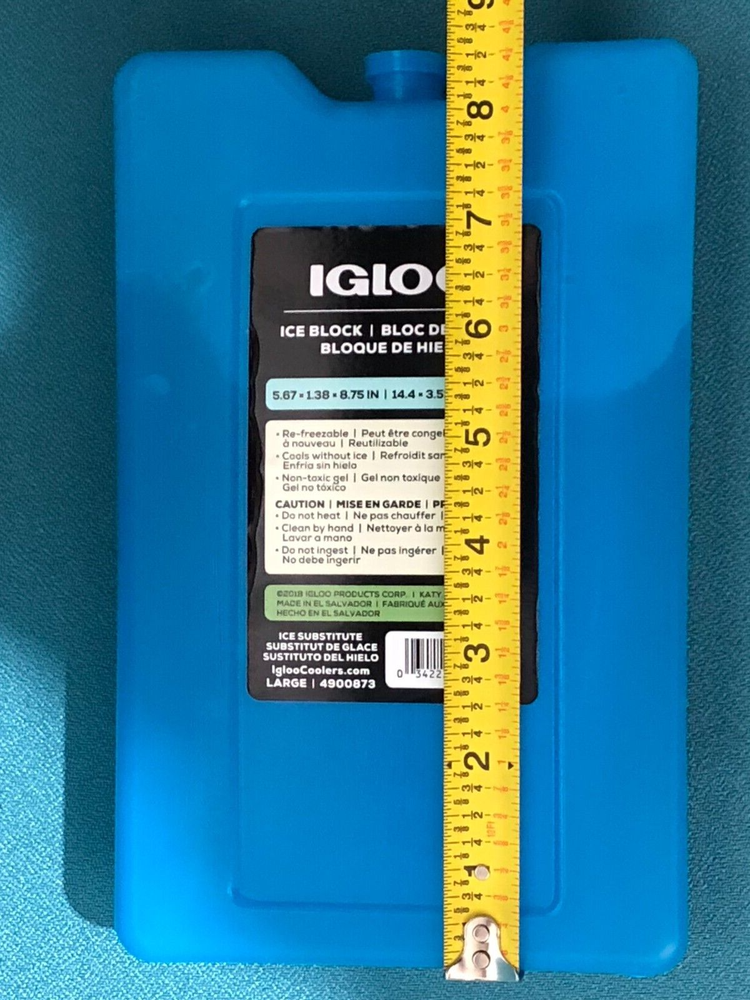 IGLOO
ICE BLOCK | BLOC DE
BLOQUE DE HIE
5.67 × 1.38 × 8.75 IN | 14.4 × 3.5
• Re-freezable | Peut être congel
à nouveau | Reutilizable
• Cools without ice | Refroidit san
Enfría sin hielo
• Non-toxic gel | Gel non toxique
Gel no tóxico
CAUTION | MISE EN GARDE | PR
• Do not heat | Ne pas chauffer |
• Clean by hand | Nettoyer à la m
Lavar a mano
• Do not ingest | Ne pas ingérer |
No debe ingerir
©2018 IGLOO PRODUCTS CORP. | KATY
MADE IN EL SALVADOR | FABRIQUÉ AUX
HECHO EN EL SALVADOR
ICE SUBSTITUTE
SUBSTITUT DE GLACE
SUSTITUTO DEL HIELO
IglooCoolers.com
LARGE | 4900873
0 3422
9
8
7
6
5
4
3
2
1